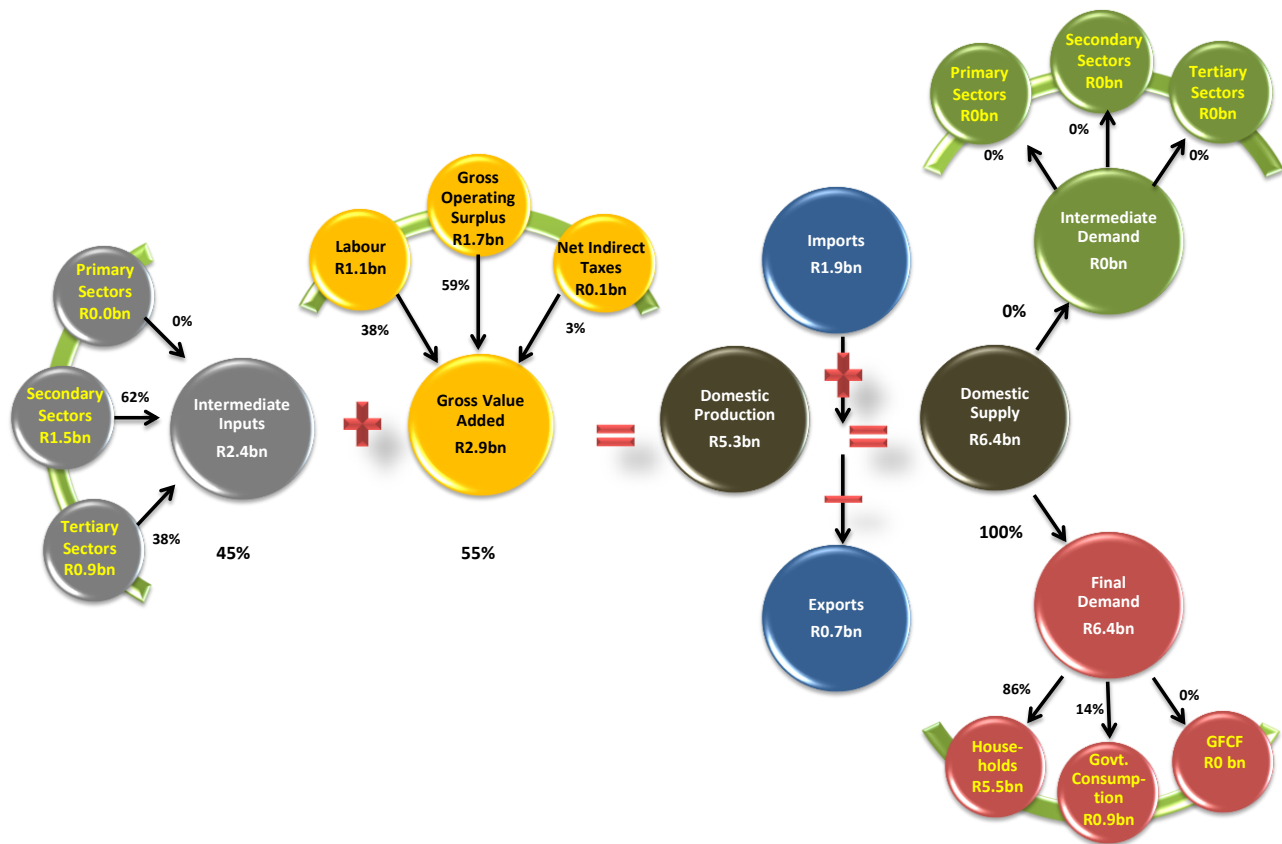 Primary
Sectors
R0.0bn
0%
Secondary
Sectors
R1.5bn
62%
Tertiary
Sectors
R0.9bn
38%
Intermediate
Inputs
R2.4bn
45%
Labour
R1.1bn
38%
Gross
Operating
Surplus
R1.7bn
59%
Net Indirect
Taxes
R0.1bn
3%
Gross Value
Added
R2.9bn
55%
Domestic
Production
R5.3bn
Imports
R1.9bn
Exports
R0.7bn
Domestic
Supply
R6.4bn
0%
Intermediate
Demand
R0bn
Primary
Sectors
R0bn
0%
Secondary
Sectors
R0bn
0%
Tertiary
Sectors
R0bn
0%
100%
Final
Demand
R6.4bn
86%
House-
holds
R5.5bn
14%
Govt.
Consump-
tion
R0.9bn
0%
GFCF
R0 bn